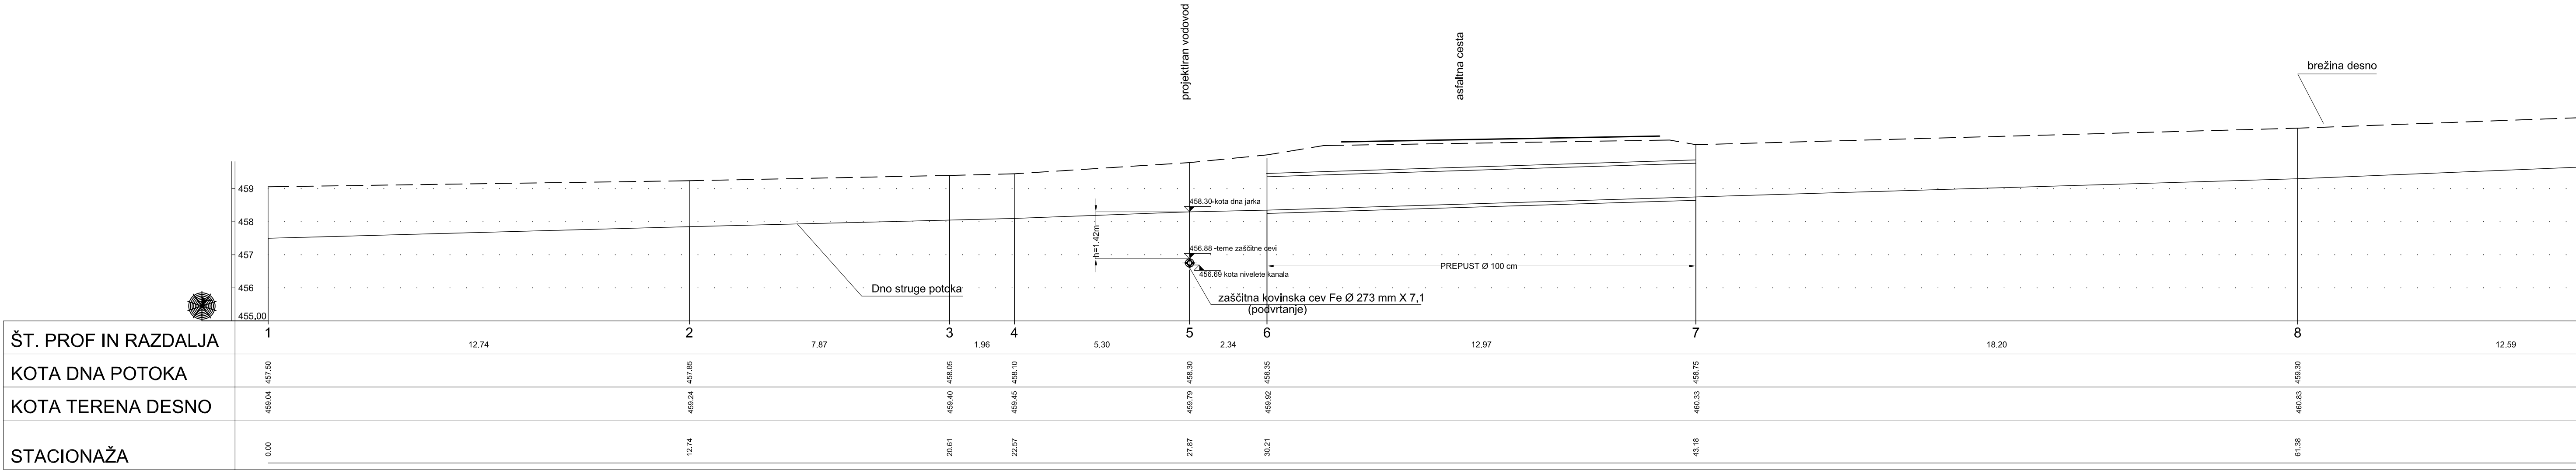 projektiran vodovod
asfaltna cesta
brežina desno
459
458
457
456
455,00
458.30-kota dna jarka
h=1.42m
456.88 -teme zaščitne cevi
456.69 kota nivelete kanala
PREPUST Ø 100 cm
Dno struge potoka
zaščitna kovinska cev Fe Ø 273 mm X 7,1
(podvrtanje)
1 2 3 4 5 6 7 8
ŠT. PROF IN RAZDALJA 12.74 7.87 1.96 5.30 2.34 12.97 18.20 12.59
KOTA DNA POTOKA 457.50 457.85 458.05 458.10 458.30 458.35 458.75 459.30
KOTA TERENA DESNO 459.04 459.24 459.40 459.45 459.79 459.92 460.33 460.83
STACIONAŽA 0.00 12.74 20.61 22.57 27.87 30.21 43.18 61.38